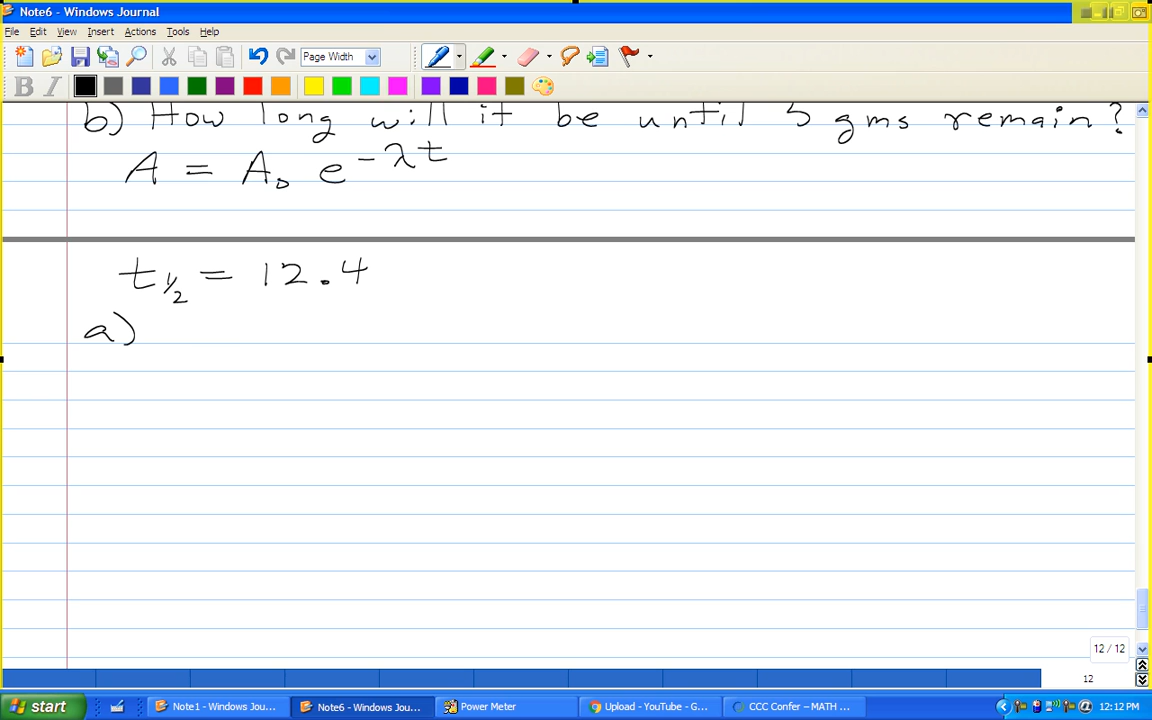 Note6 - Windows Journal
File Edit View Insert Actions Tools Help
Page Width
B I
b) How long will it be until 5 gms remain?
A = A₀ e^{-λt}
t_{1/2} = 12.4
a)
12 / 12
12
start Note1 - Windows Jou... Note6 - Windows Jou... Power Meter Upload - YouTube - G... CCC Confer – MATH ... 12:12 PM